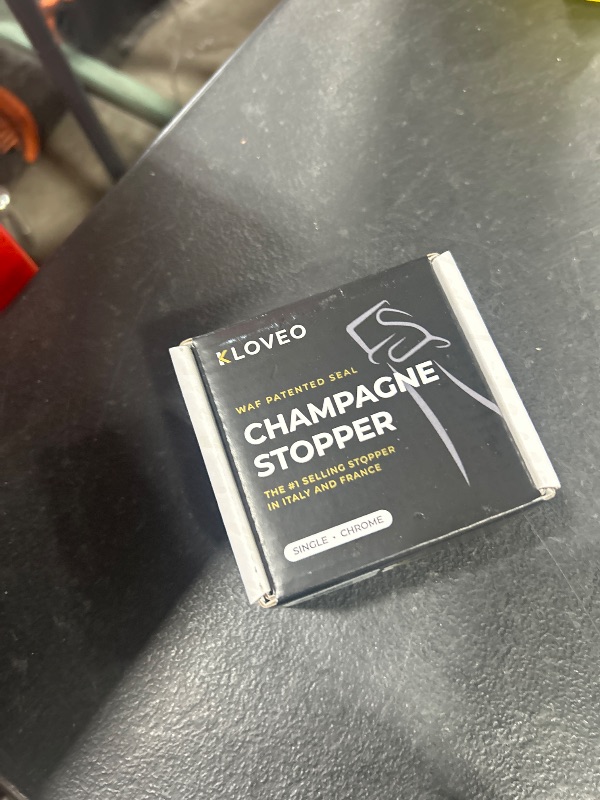 KLOVEO
WAF PATENTED SEAL
CHAMPAGNE
STOPPER
THE #1 SELLING STOPPER
IN ITALY AND FRANCE
SINGLE • CHROME